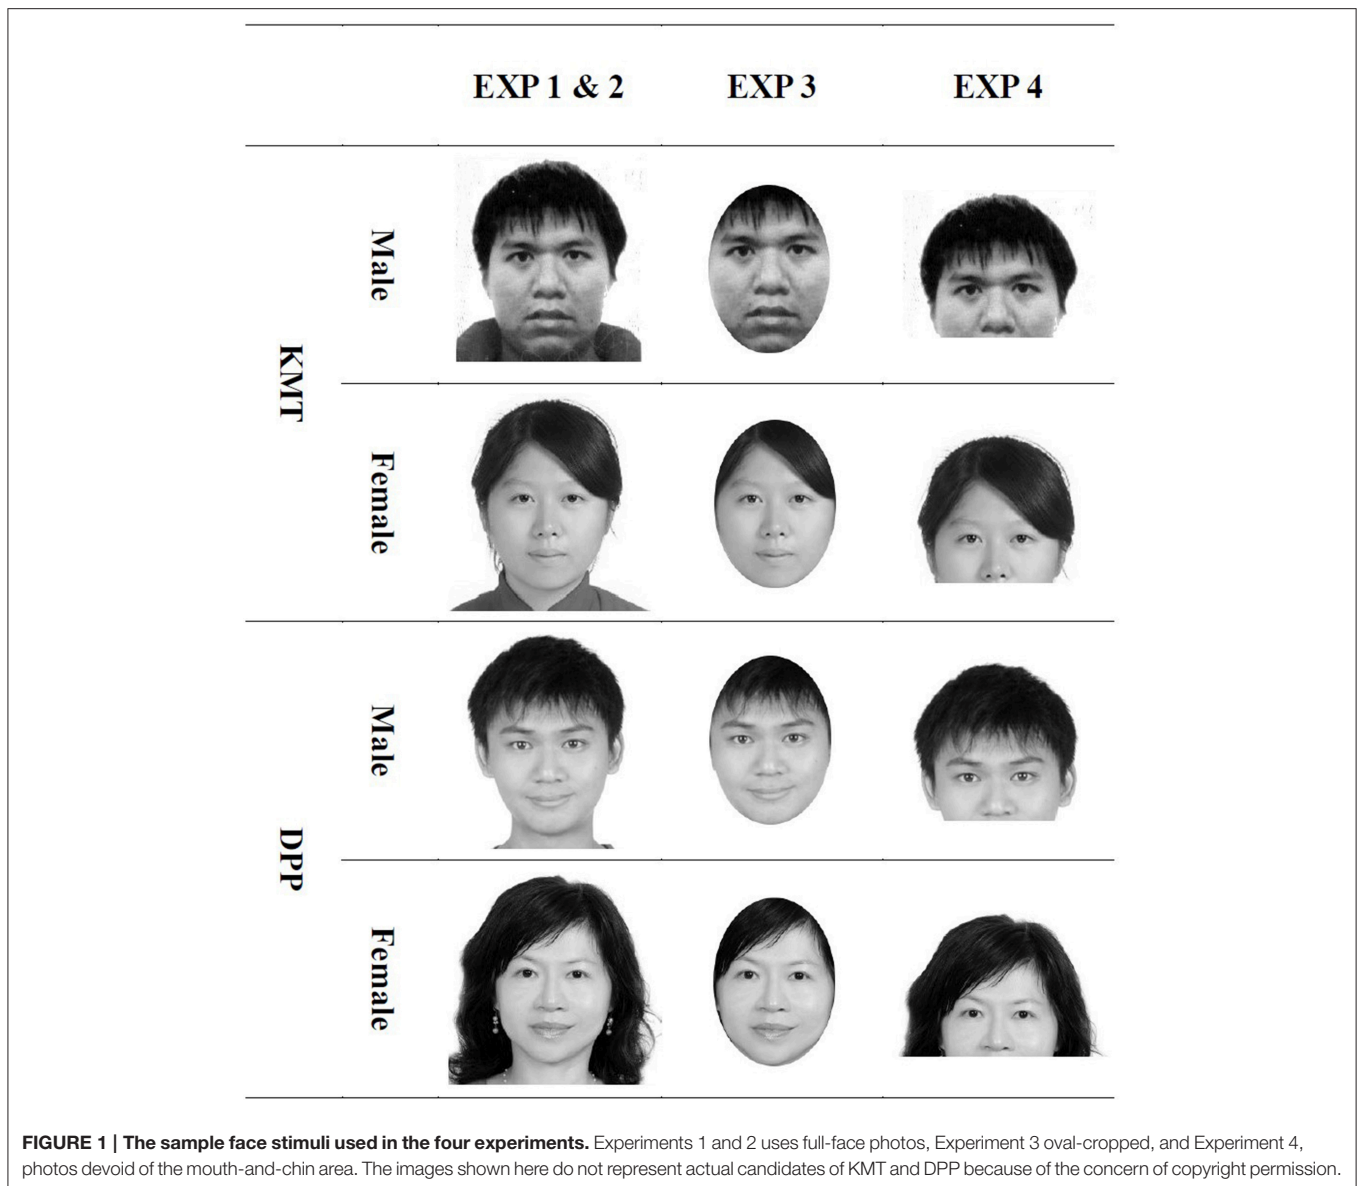 EXP 1 & 2 EXP 3 EXP 4
KMT
Male
Female
DPP
Male
Female
FIGURE 1 | The sample face stimuli used in the four experiments. Experiments 1 and 2 uses full-face photos, Experiment 3 oval-cropped, and Experiment 4,
photos devoid of the mouth-and-chin area. The images shown here do not represent actual candidates of KMT and DPP because of the concern of copyright permission.